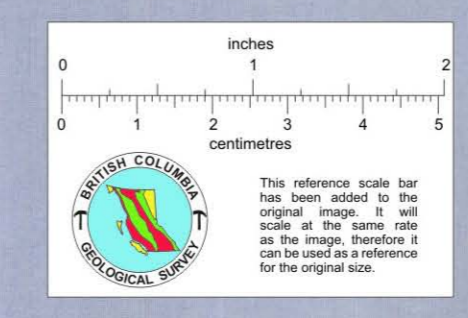 inches
0 1 2
0 1 2 3 4 5
centimetres
BRITISH COLUMBIA
GEOLOGICAL SURVEY
This reference scale bar
has been added to the
original image. It will
scale at the same rate
as the image, therefore it
can be used as a reference
for the original size.